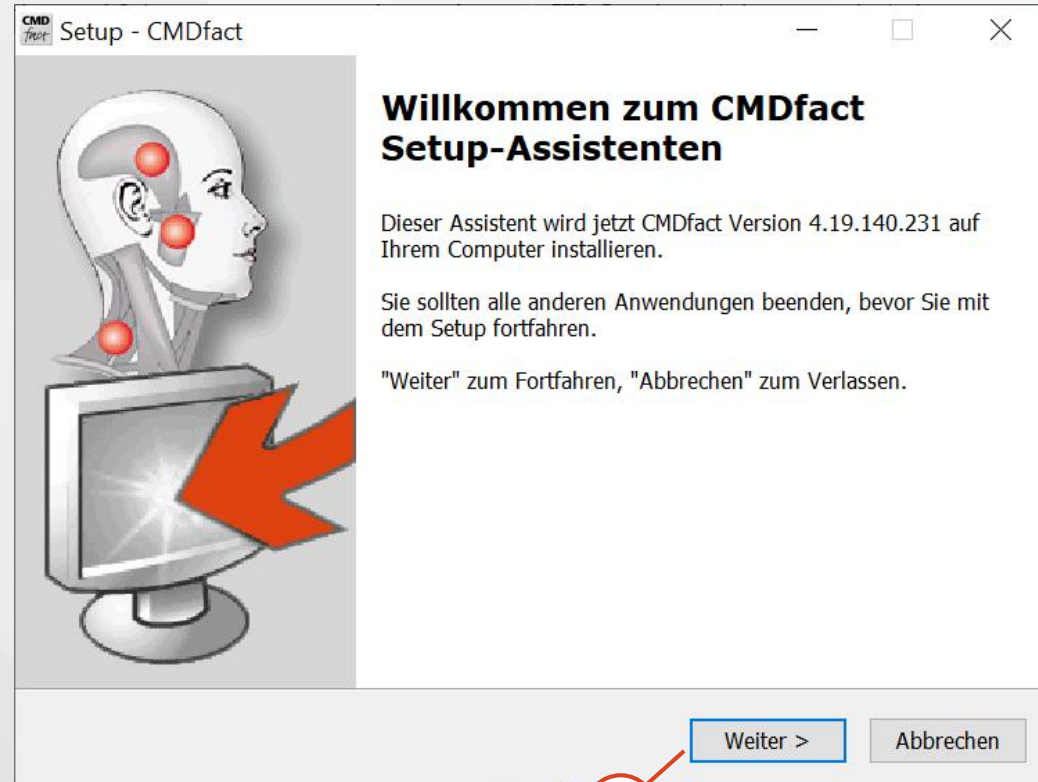 CMD
fact
Setup - CMDfact
Willkommen zum CMDfact
Setup-Assistenten
Dieser Assistent wird jetzt CMDfact Version 4.19.140.231 auf
Ihrem Computer installieren.
Sie sollten alle anderen Anwendungen beenden, bevor Sie mit
dem Setup fortfahren.
"Weiter" zum Fortfahren, "Abbrechen" zum Verlassen.
Weiter >
Abbrechen